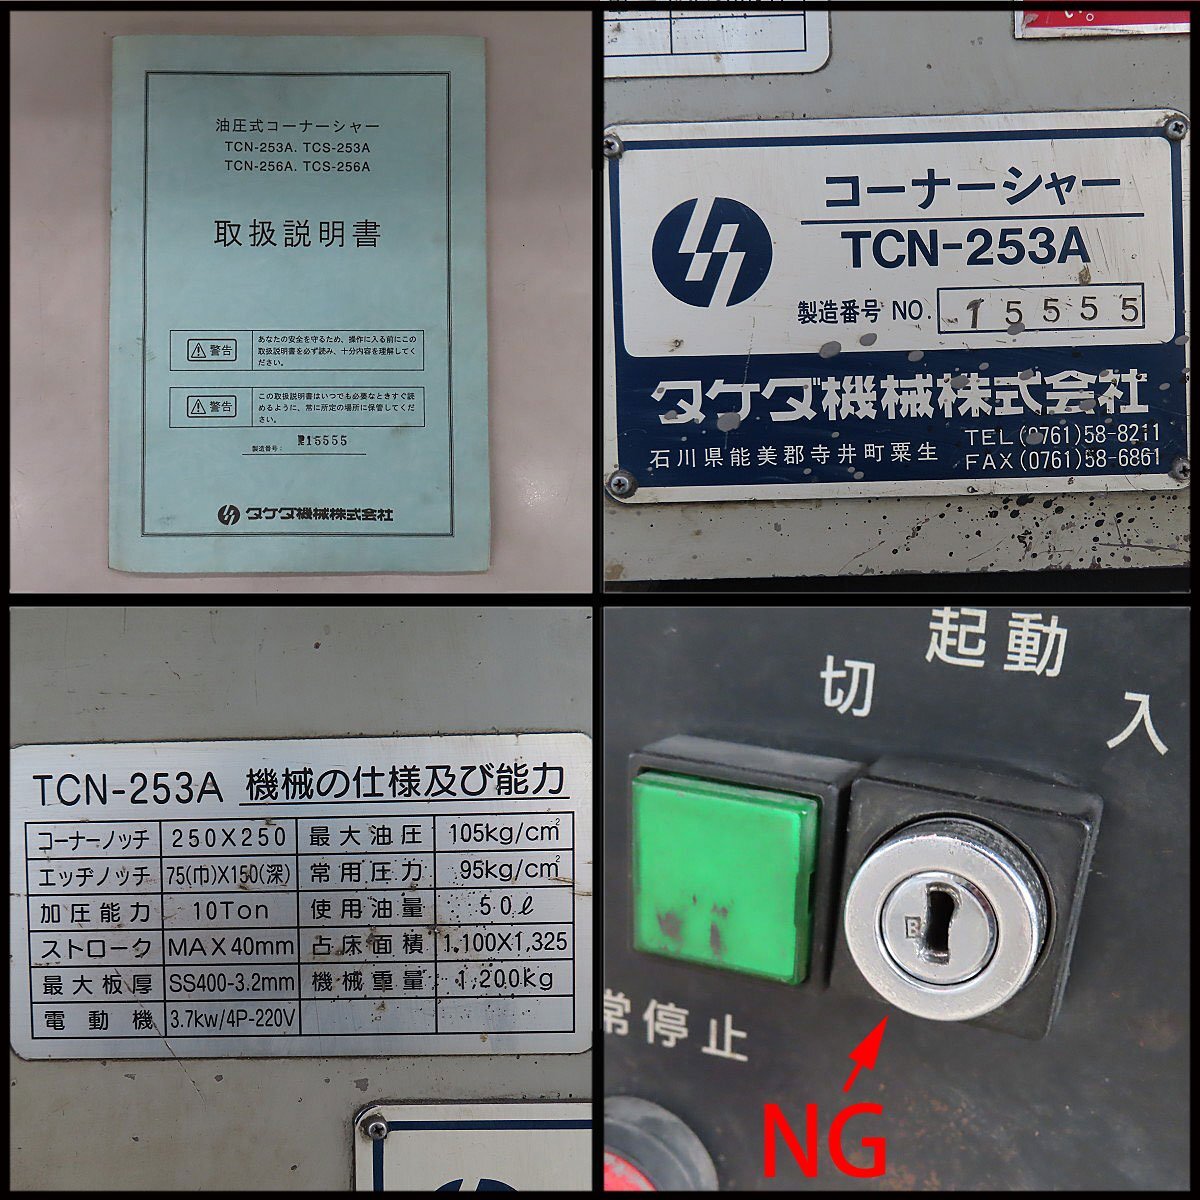 油圧式コーナーシャー
TCN-253A. TCS-253A
TCN-256A. TCS-256A
取扱説明書
警告
あなたの安全を守るため、操作に入る前にこの
取扱説明書を必ず読み、十分内容を理解してく
ださい。
警告
この取扱説明書はいつでも必要なときすぐ読
めるように、常に所定の場所に保管してくだ
さい。
製造番号: 15555
タケダ機械株式会社
い。
コーナーシャー
TCN-253A
製造番号 NO. 15555
タケダ機械株式会社
石川県能美郡寺井町粟生
TEL (0761)58-8211
FAX (0761)58-6861
TCN-253A 機械の仕様及び能力
コーナーノッチ 250X250 最大油圧 105kg/cm²
エッヂノッチ 75(巾)X150(深) 常用圧力 95kg/cm²
加圧能力 10Ton 使用油量 50ℓ
ストローク MAX40mm 占床面積 1,100X1,325
最大板厚 SS400-3.2mm 機械重量 1,200kg
電動機 3.7kw/4P-220V
起動
切
入
常停止
NG